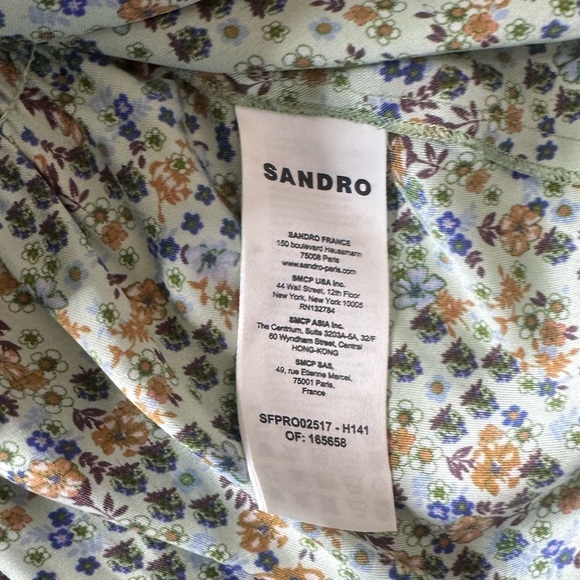 SANDRO
SANDRO FRANCE
150 boulevard Haussmann
75008 Paris
www.sandro-paris.com
SMCP USA Inc.
44 Wall Street, 12th Floor
New York, New York 10005
RN132784
SMCP ASIA Inc.
The Centrium, Suite 3203A-5A, 32/F
60 Wyndham Street, Central
HONG-KONG
SMCP SAS,
49, rue Etienne Marcel,
75001 Paris,
France
SFPRO02517 - H141
OF: 165658